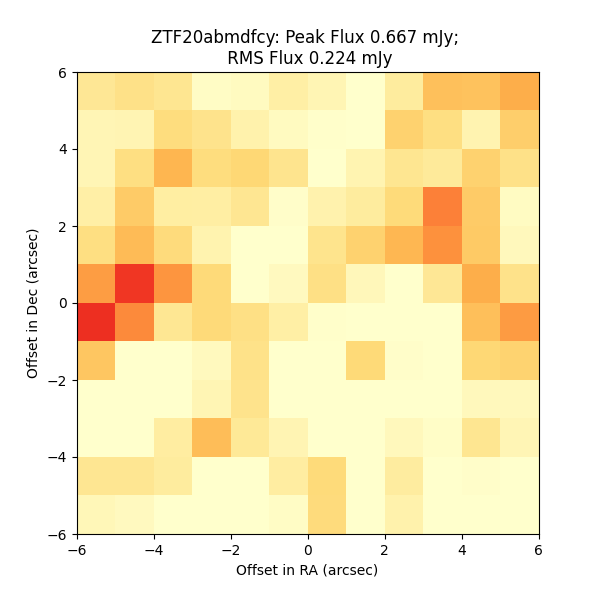 ZTF20abmdfcy: Peak Flux 0.667 mJy;
RMS Flux 0.224 mJy
6
4
2
0
−2
−4
−6
Offset in Dec (arcsec)
−6 −4 −2 0 2 4 6
Offset in RA (arcsec)